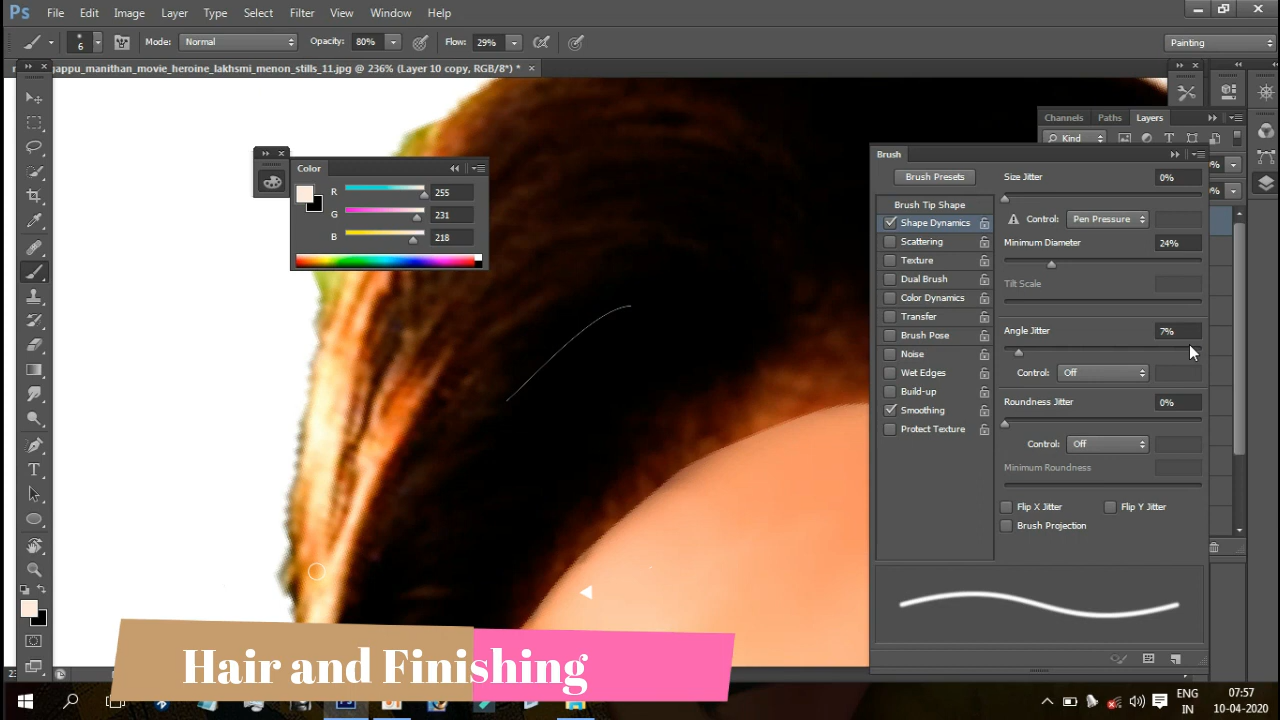 Ps File Edit Image Layer Type Select Filter View Window Help
6 Mode: Normal Opacity: 80% Flow: 29% Painting
gappu_manithan_movie_heroine_lakhsmi_menon_stills_11.jpg @ 236% (Layer 10 copy, RGB/8*) * ×
Channels Paths Layers
Kind
Color
R 255
G 231
B 218
Brush
Brush Presets
Brush Tip Shape
Shape Dynamics
Scattering
Texture
Dual Brush
Color Dynamics
Transfer
Brush Pose
Noise
Wet Edges
Build-up
Smoothing
Protect Texture
Size Jitter 0%
Control: Pen Pressure
Minimum Diameter 24%
Tilt Scale
Angle Jitter 7%
Control: Off
Roundness Jitter 0%
Control: Off
Minimum Roundness
Flip X Jitter Flip Y Jitter
Brush Projection
Hair and Finishing
ENG
IN
07:57
10-04-2020